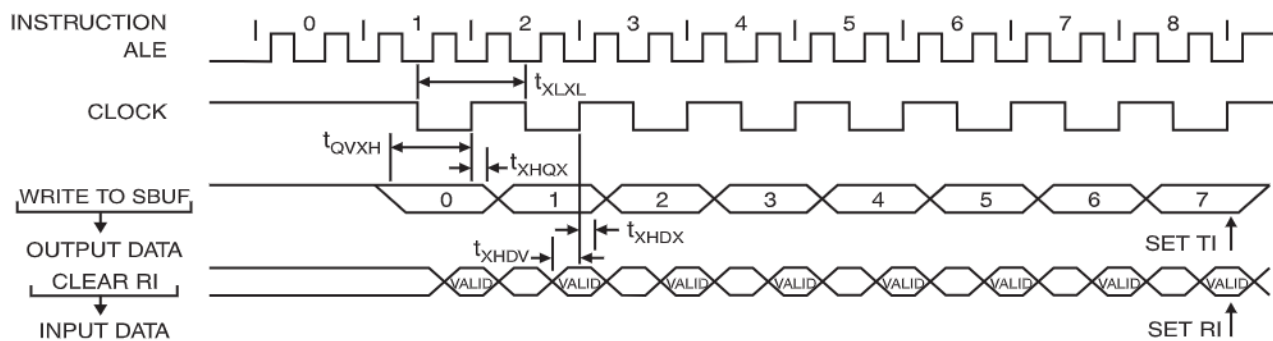 INSTRUCTION 0 1 2 3 4 5 6 7 8
ALE
tXLXL
CLOCK
tQVXH
tXHQX
WRITE TO SBUF 0 1 2 3 4 5 6 7
OUTPUT DATA
tXHDX
SET TI
tXHDV
CLEAR RI VALID VALID VALID VALID VALID VALID VALID VALID
INPUT DATA
SET RI